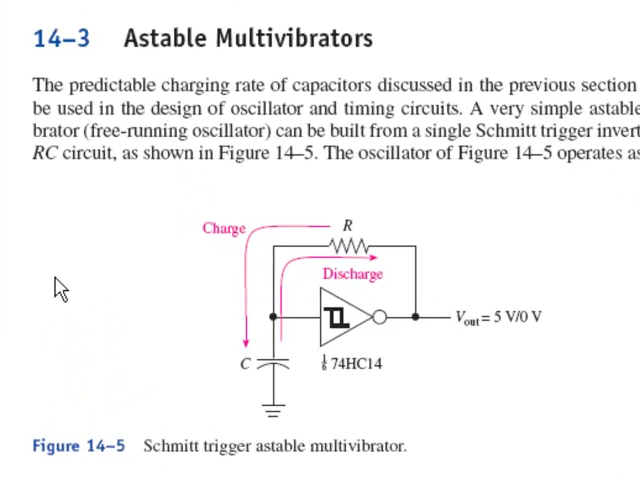 14–3 Astable Multivibrators
The predictable charging rate of capacitors discussed in the previous section
be used in the design of oscillator and timing circuits. A very simple astable
brator (free-running oscillator) can be built from a single Schmitt trigger invert
RC circuit, as shown in Figure 14–5. The oscillator of Figure 14–5 operates as
Charge
R
Discharge
Vout = 5 V/0 V
C
74HC14
Figure 14–5 Schmitt trigger astable multivibrator.